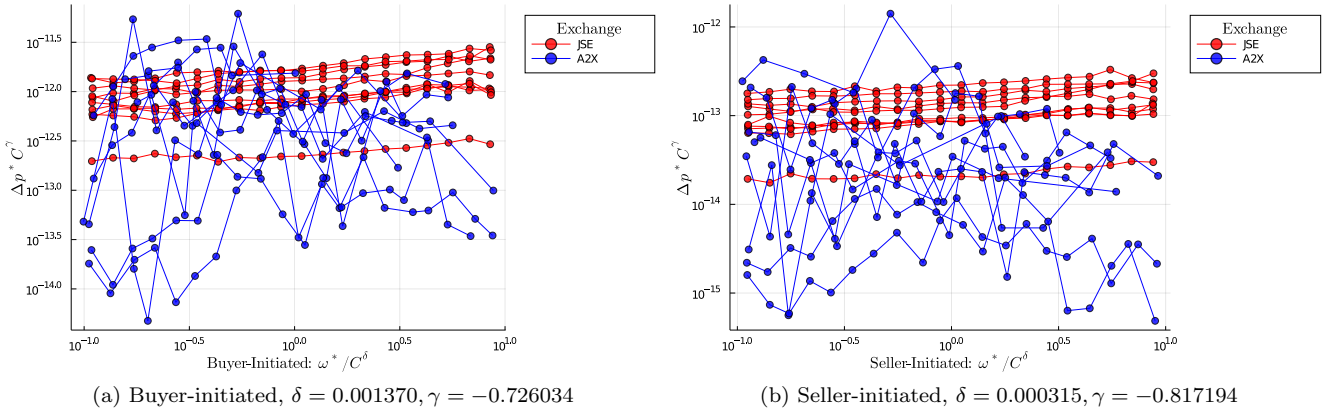 Exchange
JSE
A2X
Δp* C^γ
10^-11.5
10^-12.0
10^-12.5
10^-13.0
10^-13.5
10^-14.0
10^-1.0
10^-0.5
10^0.0
10^0.5
10^1.0
Buyer-Initiated: ω*/C^δ
(a) Buyer-initiated, δ = 0.001370, γ = −0.726034
Exchange
JSE
A2X
Δp* C^γ
10^-12
10^-13
10^-14
10^-15
10^-1.0
10^-0.5
10^0.0
10^0.5
10^1.0
Seller-Initiated: ω*/C^δ
(b) Seller-initiated, δ = 0.000315, γ = −0.817194